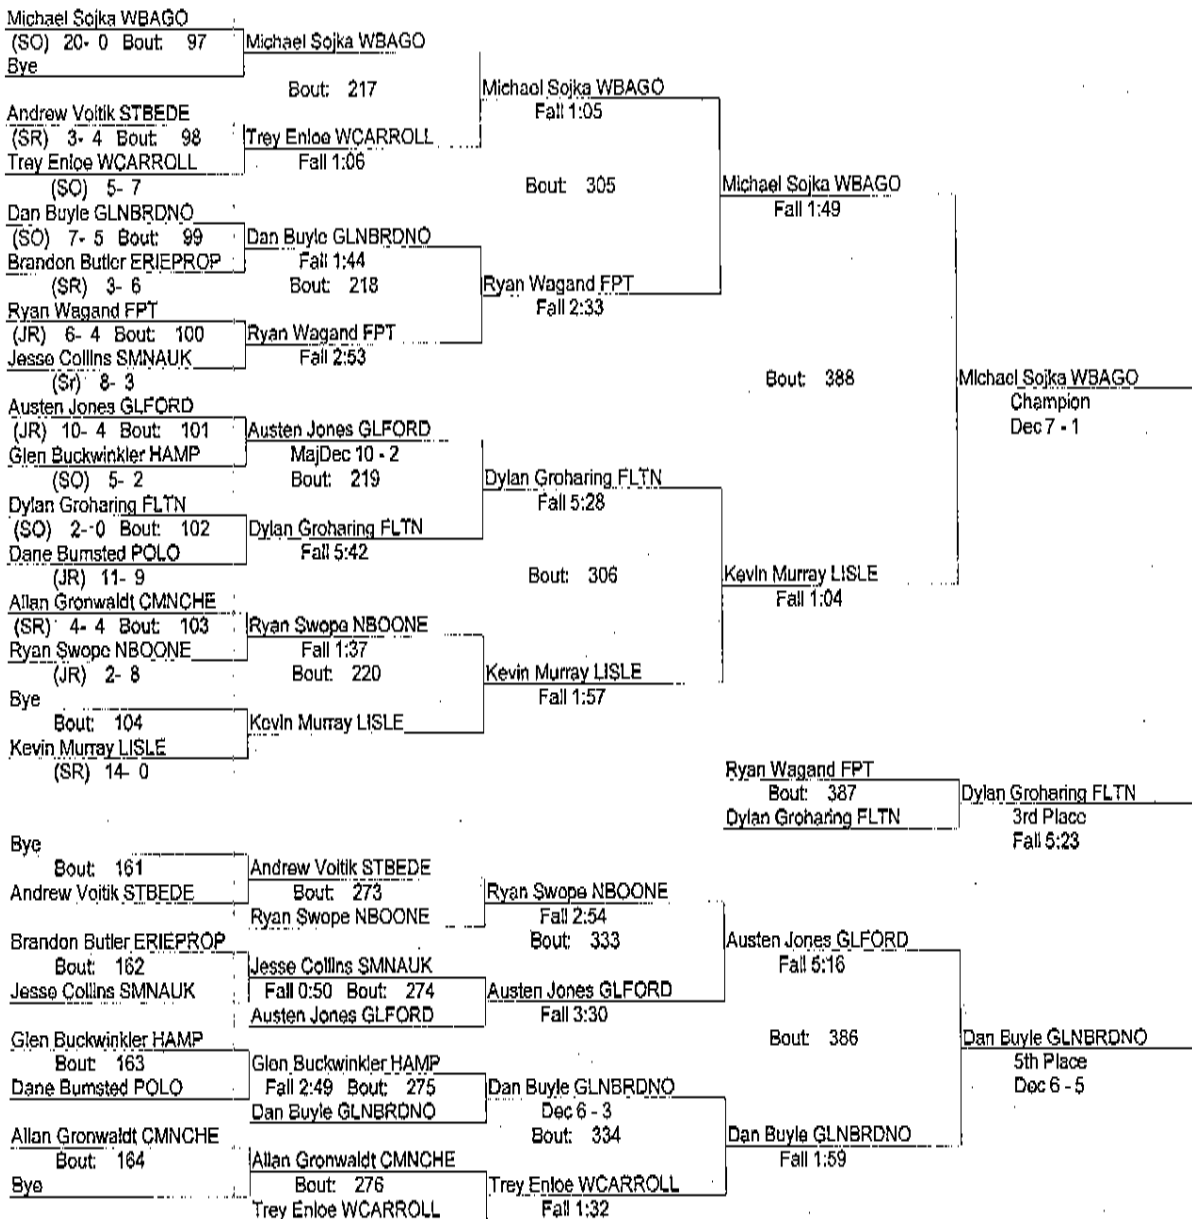 Michael Sojka WBAGO
(SO) 20- 0 Bout: 97
Bye
Michael Sojka WBAGO
Bout: 217
Andrew Voitik STBEDE
(SR) 3- 4 Bout: 98
Trey Enloe WCARROLL
(SO) 5- 7
Trey Enloe WCARROLL
Fall 1:06
Michael Sojka WBAGO
Fall 1:05
Bout: 305
Dan Buyle GLNBRDNO
(SO) 7- 5 Bout: 99
Brandon Butler ERIEPROP
(SR) 3- 6
Dan Buyle GLNBRDNO
Fall 1:44
Bout: 218
Ryan Wagand FPT
(JR) 6- 4 Bout: 100
Jesse Collins SMNAUK
(Sr) 8- 3
Ryan Wagand FPT
Fall 2:53
Ryan Wagand FPT
Fall 2:33
Michael Sojka WBAGO
Fall 1:49
Bout: 388
Michael Sojka WBAGO
Champion
Dec 7 - 1
Austen Jones GLFORD
(JR) 10- 4 Bout: 101
Glen Buckwinkler HAMP
(SO) 5- 2
Austen Jones GLFORD
MajDec 10 - 2
Bout: 219
Dylan Groharing FLTN
(SO) 2- 0 Bout: 102
Dane Bumsted POLO
(JR) 11- 9
Dylan Groharing FLTN
Fall 5:42
Dylan Groharing FLTN
Fall 5:28
Bout: 306
Allan Gronwaldt CMNCHE
(SR) 4- 4 Bout: 103
Ryan Swope NBOONE
(JR) 2- 8
Ryan Swope NBOONE
Fall 1:37
Bout: 220
Bye
Bout: 104
Kevin Murray LISLE
(SR) 14- 0
Kevin Murray LISLE
Kevin Murray LISLE
Fall 1:57
Kevin Murray LISLE
Fall 1:04
Ryan Wagand FPT
Bout: 387
Dylan Groharing FLTN
Dylan Groharing FLTN
3rd Place
Fall 5:23
Bye
Bout: 161
Andrew Voitik STBEDE
Andrew Voitik STBEDE
Bout: 273
Ryan Swope NBOONE
Ryan Swope NBOONE
Fall 2:54
Bout: 333
Brandon Butler ERIEPROP
Bout: 162
Jesse Collins SMNAUK
Jesse Collins SMNAUK
Fall 0:50 Bout: 274
Austen Jones GLFORD
Austen Jones GLFORD
Fall 3:30
Austen Jones GLFORD
Fall 5:16
Bout: 386
Glen Buckwinkler HAMP
Bout: 163
Dane Bumsted POLO
Glen Buckwinkler HAMP
Fall 2:49 Bout: 275
Dan Buyle GLNBRDNO
Dan Buyle GLNBRDNO
Dec 6 - 3
Bout: 334
Allan Gronwaldt CMNCHE
Bout: 164
Bye
Allan Gronwaldt CMNCHE
Bout: 276
Trey Enloe WCARROLL
Trey Enloe WCARROLL
Fall 1:32
Dan Buyle GLNBRDNO
Fall 1:59
Dan Buyle GLNBRDNO
5th Place
Dec 6 - 5